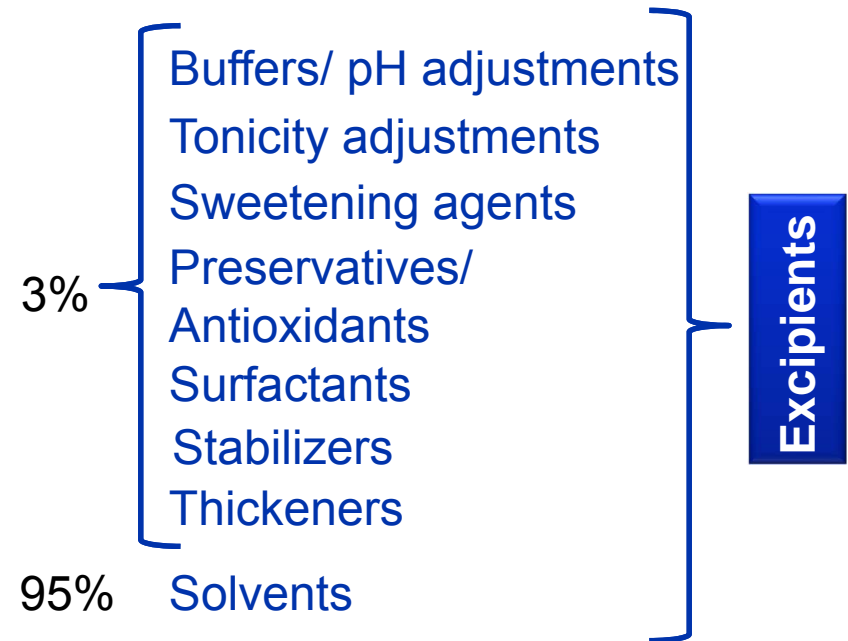 Buffers/ pH adjustments
Tonicity adjustments
Sweetening agents
3%
Preservatives/
Antioxidants
Surfactants
Stabilizers
Thickeners
95% Solvents
Excipients